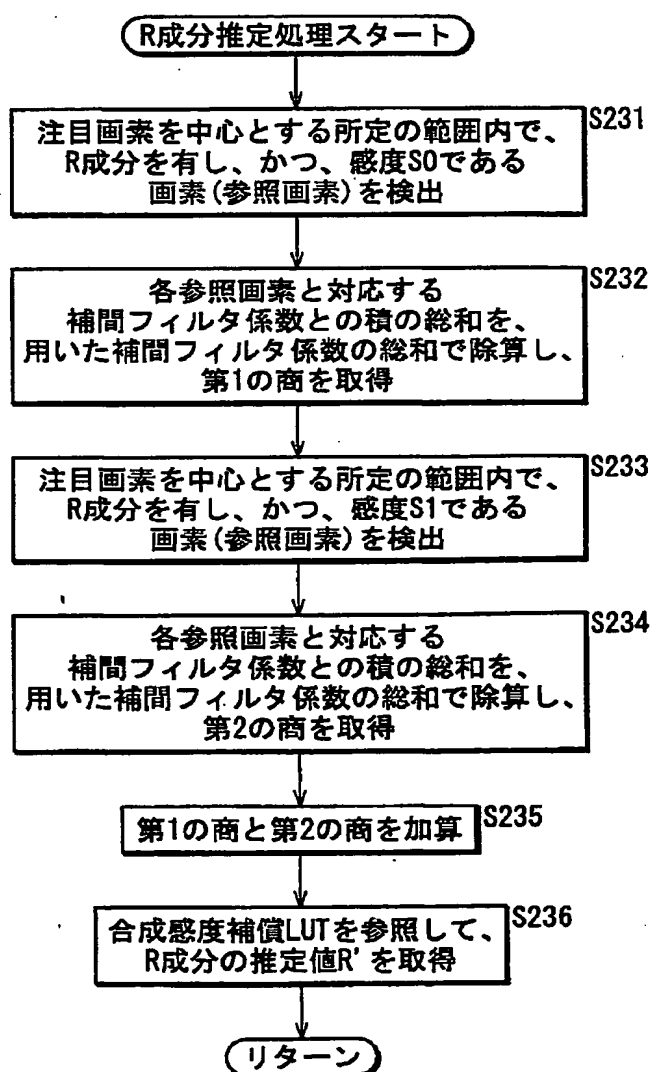 R成分推定処理スタート
S231
注目画素を中心とする所定の範囲内で、
R成分を有し、かつ、感度S0である
画素(参照画素)を検出
S232
各参照画素と対応する
補間フィルタ係数との積の総和を、
用いた補間フィルタ係数の総和で除算し、
第1の商を取得
S233
注目画素を中心とする所定の範囲内で、
R成分を有し、かつ、感度S1である
画素(参照画素)を検出
S234
各参照画素と対応する
補間フィルタ係数との積の総和を、
用いた補間フィルタ係数の総和で除算し、
第2の商を取得
S235
第1の商と第2の商を加算
S236
合成感度補償LUTを参照して、
R成分の推定値R'を取得
リターン